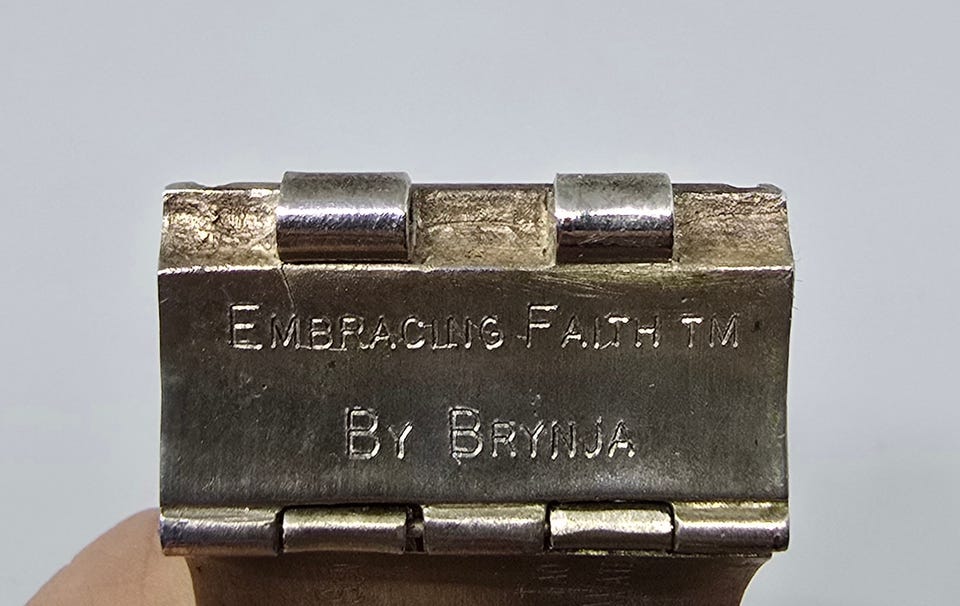 EMBRACING FAITH TM
BY BRYNJA